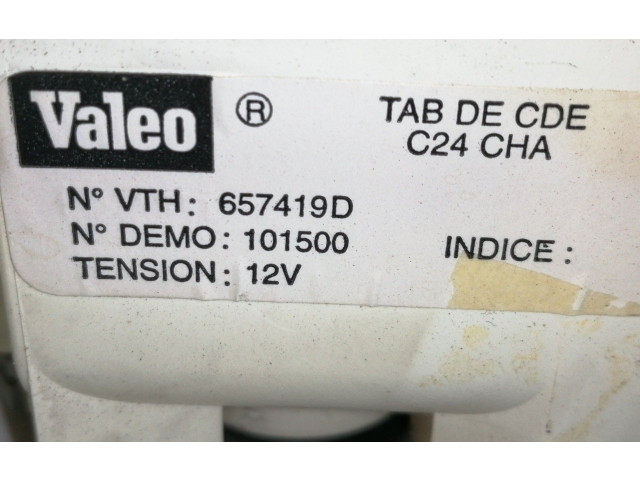 Valeo ® TAB DE CDE
C24 CHA
N° VTH: 657419D
N° DEMO: 101500 INDICE:
TENSION: 12V